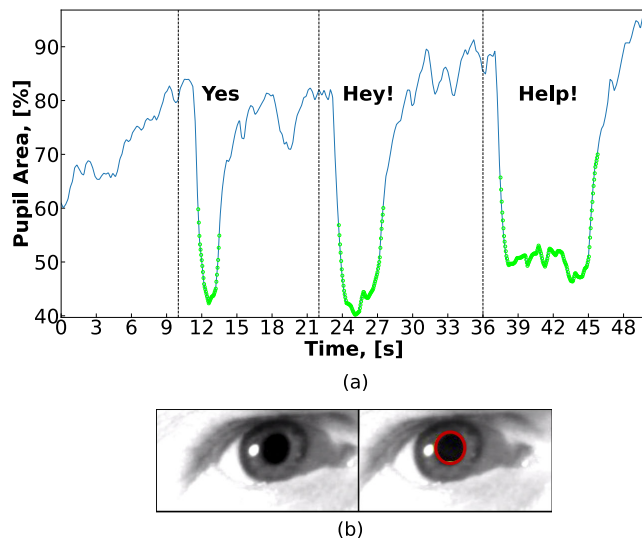 90
80
70
60
50
40
Pupil Area, [%]
Yes
Hey!
Help!
0 3 6 9 12 15 18 21 24 27 30 33 36 39 42 45 48
Time, [s]
(a)
(b)